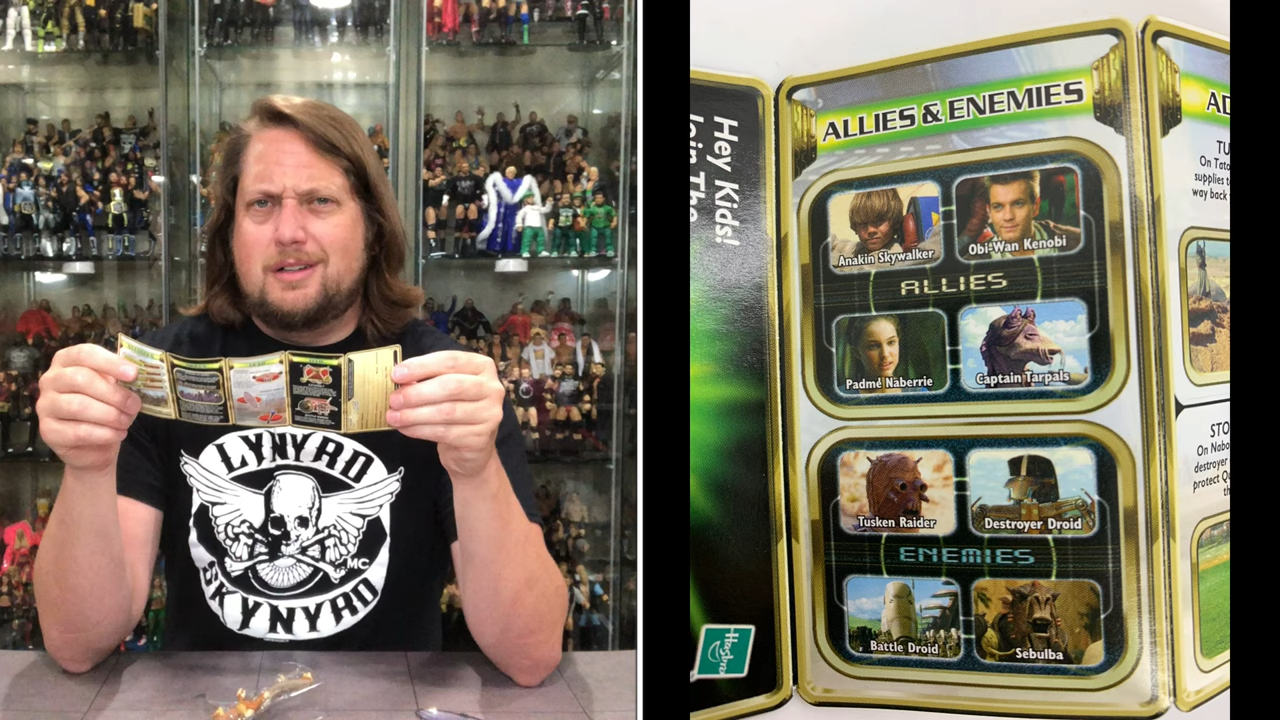 LYNYRD
SKYNYRD
MC
Hey Kids!
Join The
Hasbro
ALLIES & ENEMIES
Anakin Skywalker
Obi-Wan Kenobi
ALLIES
Padmé Naberrie
Captain Tarpals
Tusken Raider
Destroyer Droid
ENEMIES
Battle Droid
Sebulba
AD
TU
On Tato
supplies t
way back
STO
On Nabo
destroyer
protect Q
th